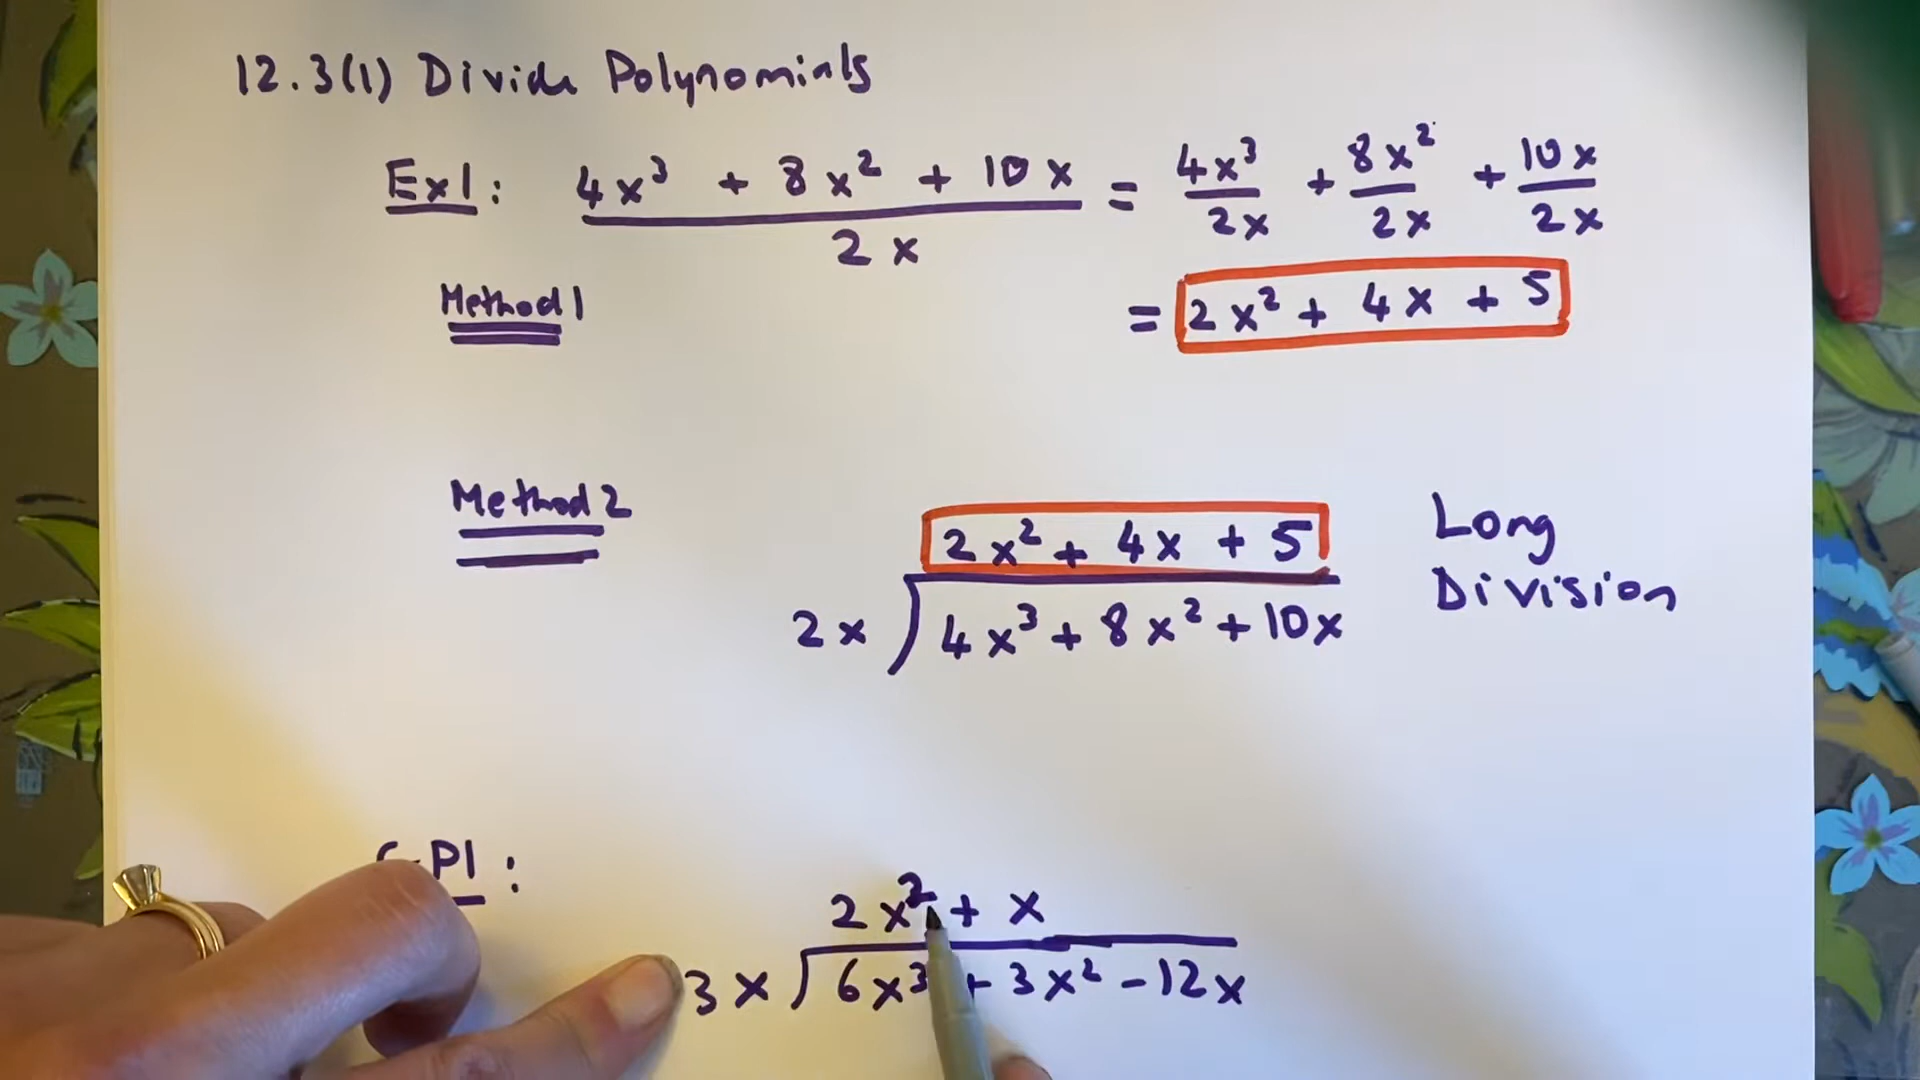 12.3(1) Divide Polynomials
Ex1: 4x³ + 8x² + 10x = 4x³ + 8x² + 10x
2x 2x 2x 2x
Method 1 = 2x² + 4x + 5
Method 2 2x² + 4x + 5 Long
2x 4x³ + 8x² + 10x Division
P1 :
2x² + x
3x 6x³ + 3x² - 12x